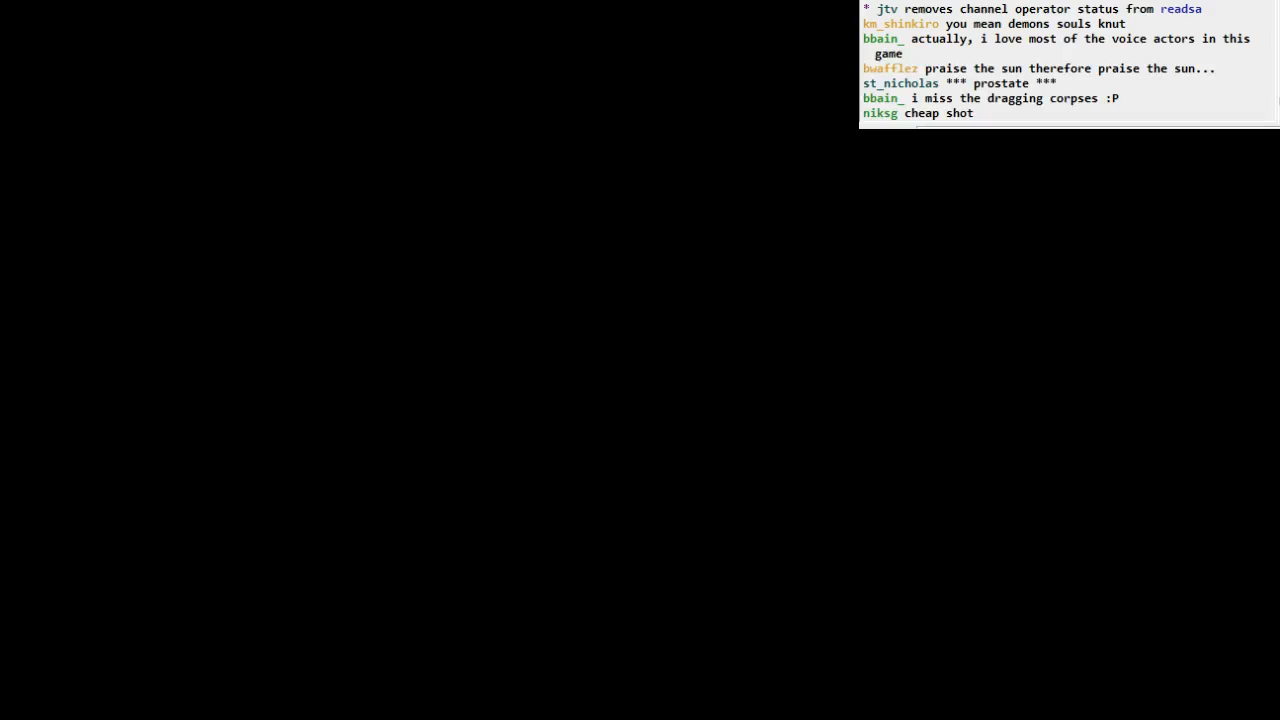 * jtv removes channel operator status from readsa
km_shinkiro you mean demons souls knut
bbain_ actually, i love most of the voice actors in this
game
bwafflez praise the sun therefore praise the sun...
st_nicholas *** prostate ***
bbain_ i miss the dragging corpses :P
niksg cheap shot